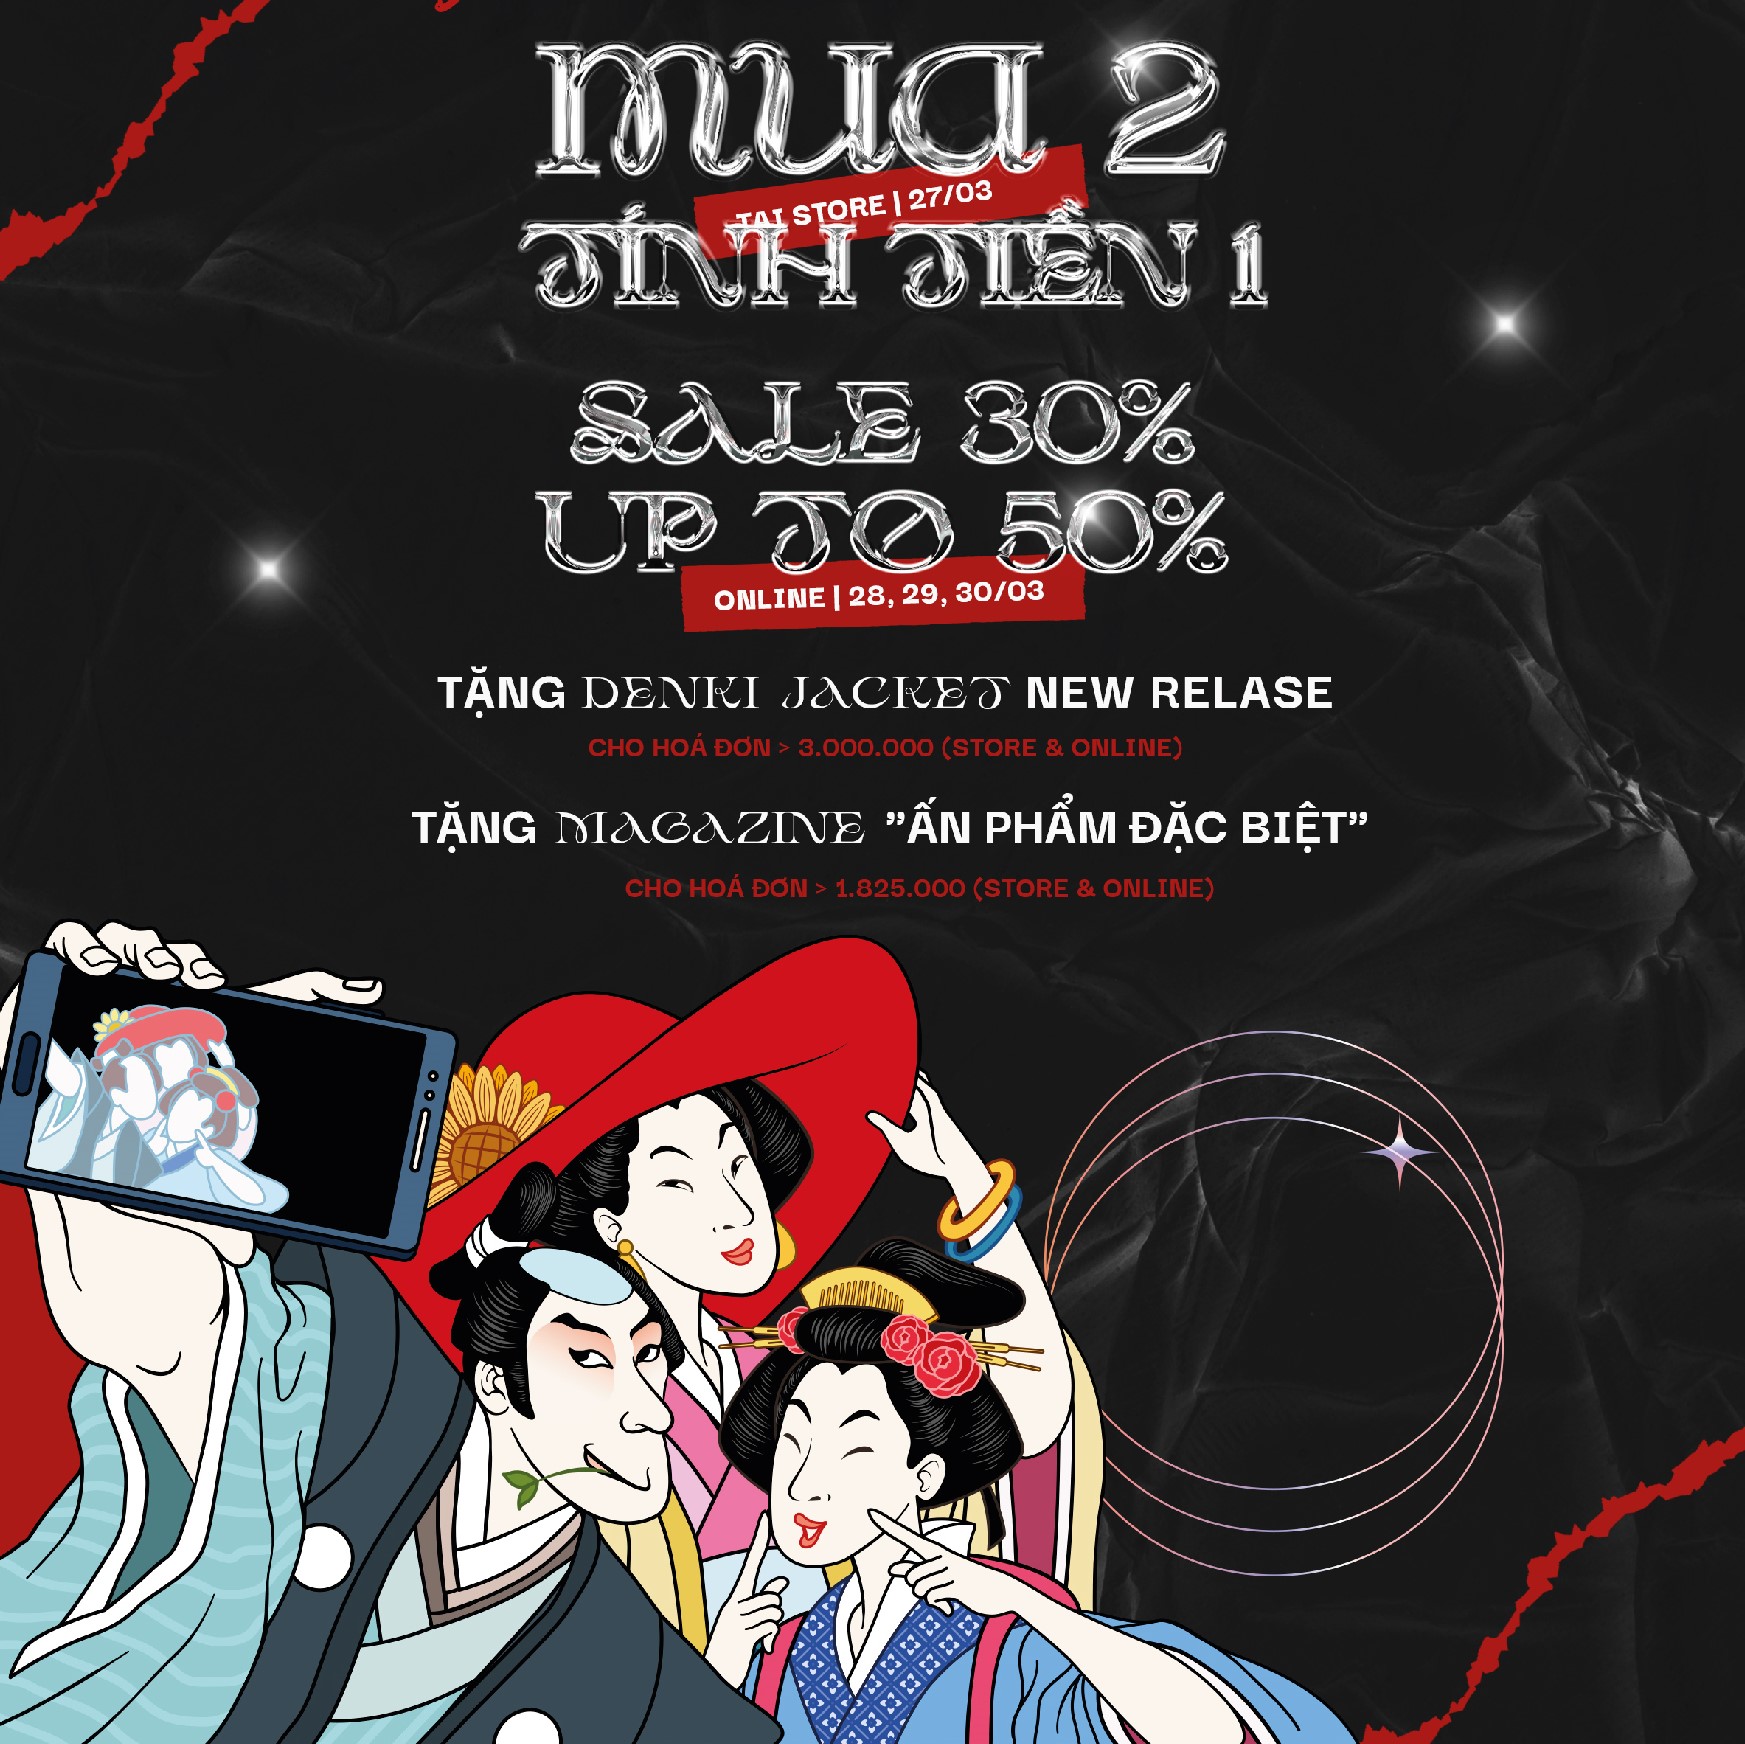 MUA 2
TẠI STORE | 27/03
TÍNH TIỀN 1
SALE 30%
UP TO 50%
ONLINE | 28, 29, 30/03
TẶNG DENKI JACKET NEW RELASE
CHO HOÁ ĐƠN > 3.000.000 (STORE & ONLINE)
TẶNG MAGAZINE ”ẤN PHẨM ĐẶC BIỆT”
CHO HOÁ ĐƠN > 1.825.000 (STORE & ONLINE)